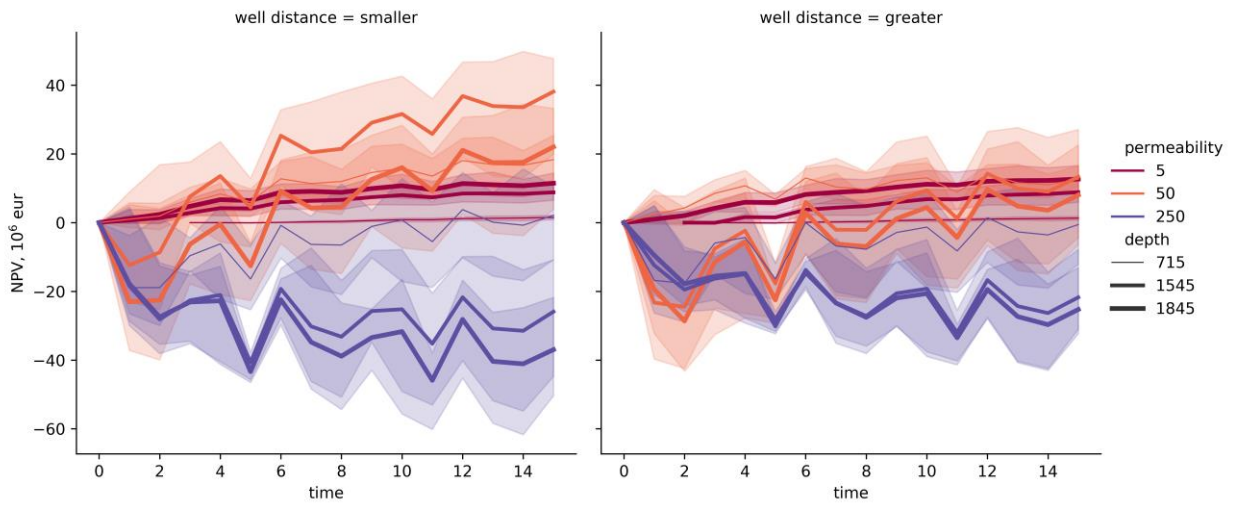 well distance = smaller
well distance = greater
NPV, 10⁶ eur
40
20
0
−20
−40
−60
0 2 4 6 8 10 12 14
time
0 2 4 6 8 10 12 14
time
permeability
5
50
250
depth
715
1545
1845